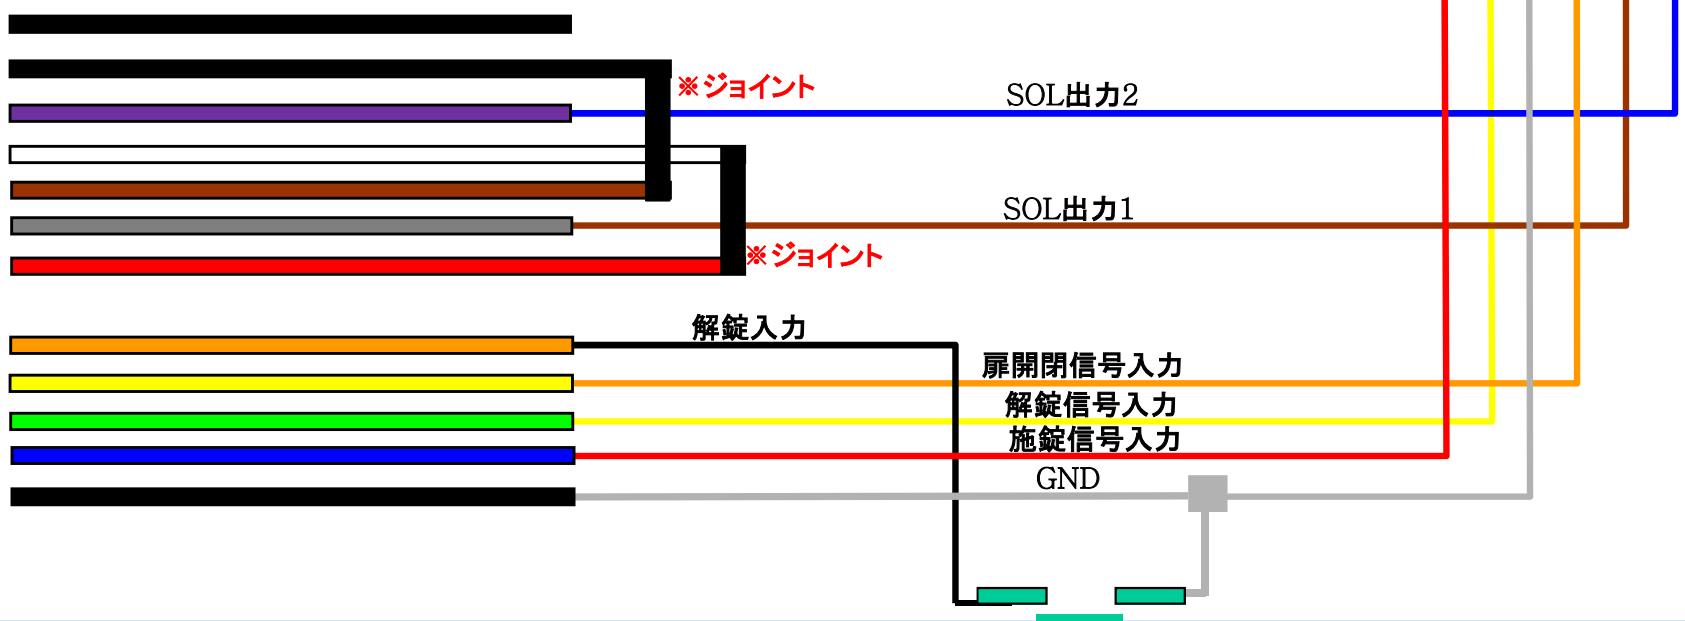 ※ジョイント
SOL出力2
SOL出力1
※ジョイント
解錠入力
扉開閉信号入力
解錠信号入力
施錠信号入力
GND